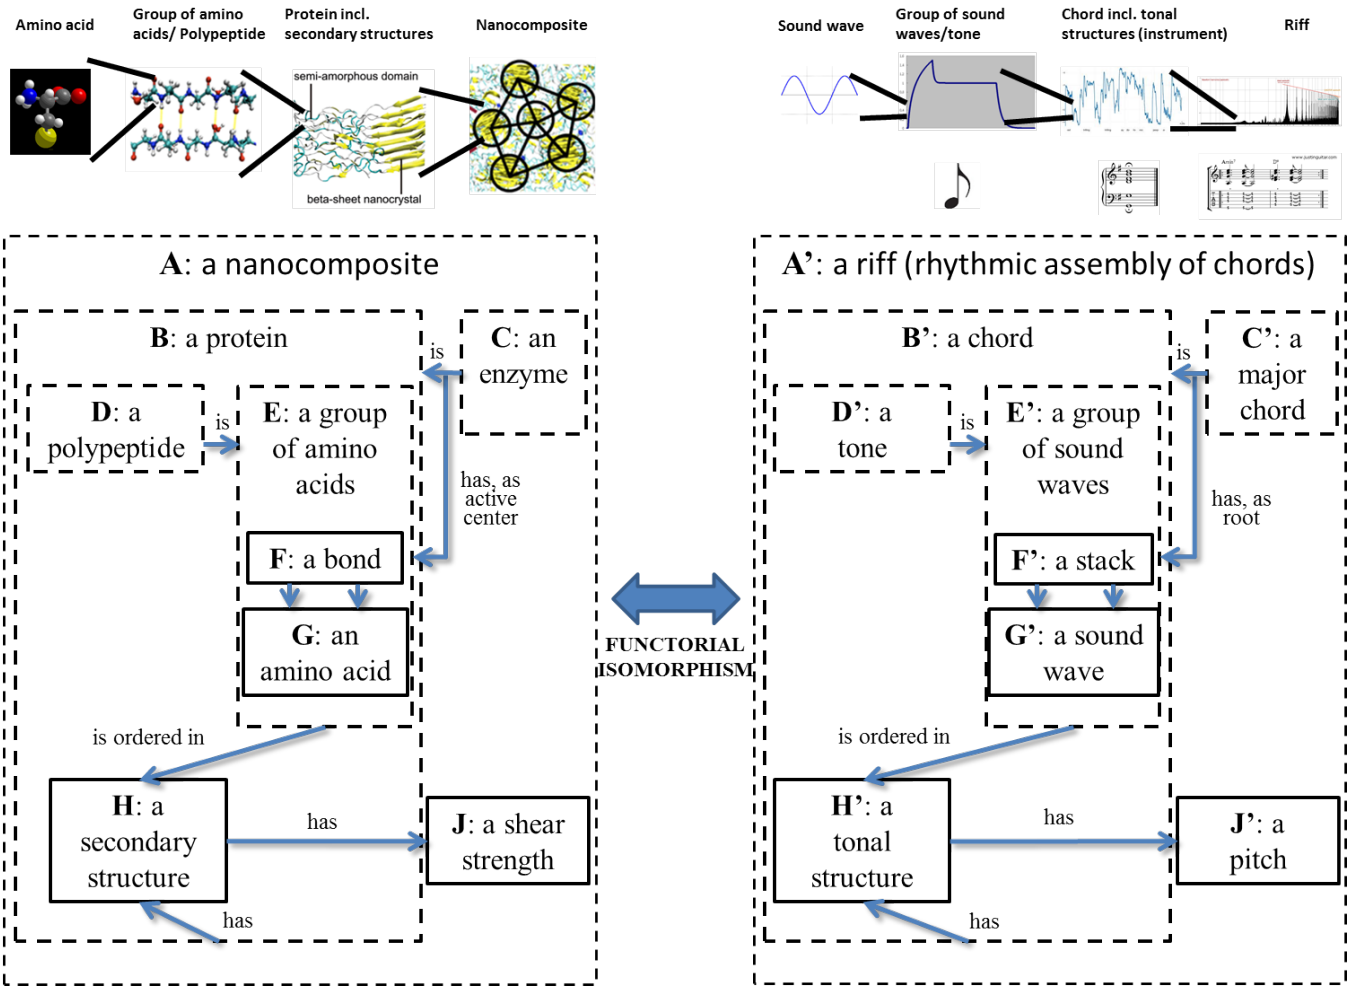 Amino acid
Group of amino
acids/ Polypeptide
Protein incl.
secondary structures
Nanocomposite
semi-amorphous domain
beta-sheet nanocrystal
Sound wave
Group of sound
waves/tone
Chord incl. tonal
structures (instrument)
Riff
www.justinguitar.com
A: a nanocomposite
B: a protein
C: an
enzyme
is
D: a
polypeptide
is
E: a group
of amino
acids
has, as
active
center
F: a bond
G: an
amino acid
is ordered in
H: a
secondary
structure
has
J: a shear
strength
has
FUNCTORIAL
ISOMORPHISM
A’: a riff (rhythmic assembly of chords)
B’: a chord
C’: a
major
chord
is
D’: a
tone
is
E’: a group
of sound
waves
has, as
root
F’: a stack
G’: a sound
wave
is ordered in
H’: a
tonal
structure
has
J’: a
pitch
has